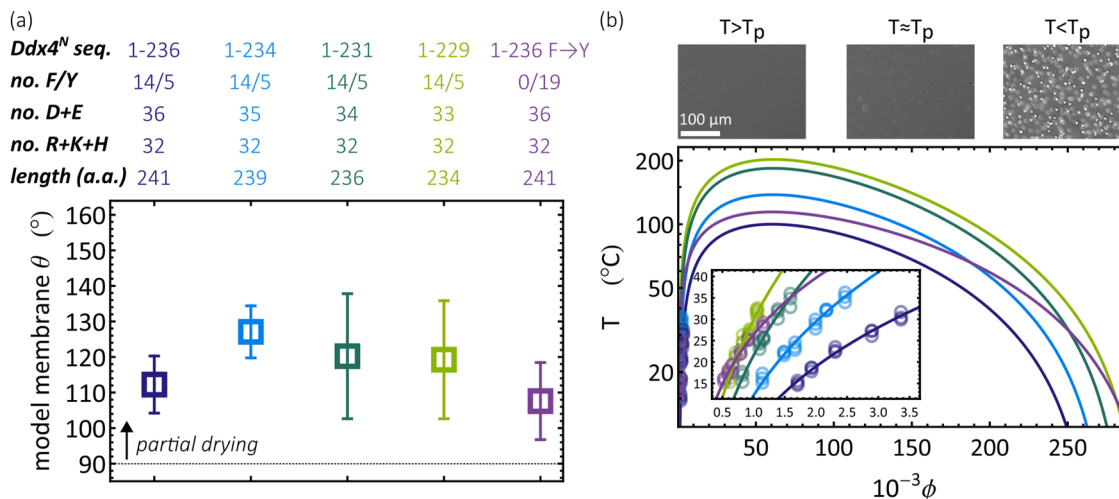 (a)
Ddx4ᴺ seq. 1-236 1-234 1-231 1-229 1-236 F→Y
no. F/Y 14/5 14/5 14/5 14/5 0/19
no. D+E 36 35 34 33 36
no. R+K+H 32 32 32 32 32
length (a.a.) 241 239 236 234 241
model membrane θ (°)
160
150
140
130
120
110
100
90
partial drying
(b)
T>Tₚ T≈Tₚ T<Tₚ
100 μm
T (°C)
200
100
50
20
40
35
30
25
20
15
0.5 1.0 1.5 2.0 2.5 3.0 3.5
50 100 150 200 250
10⁻³ϕ